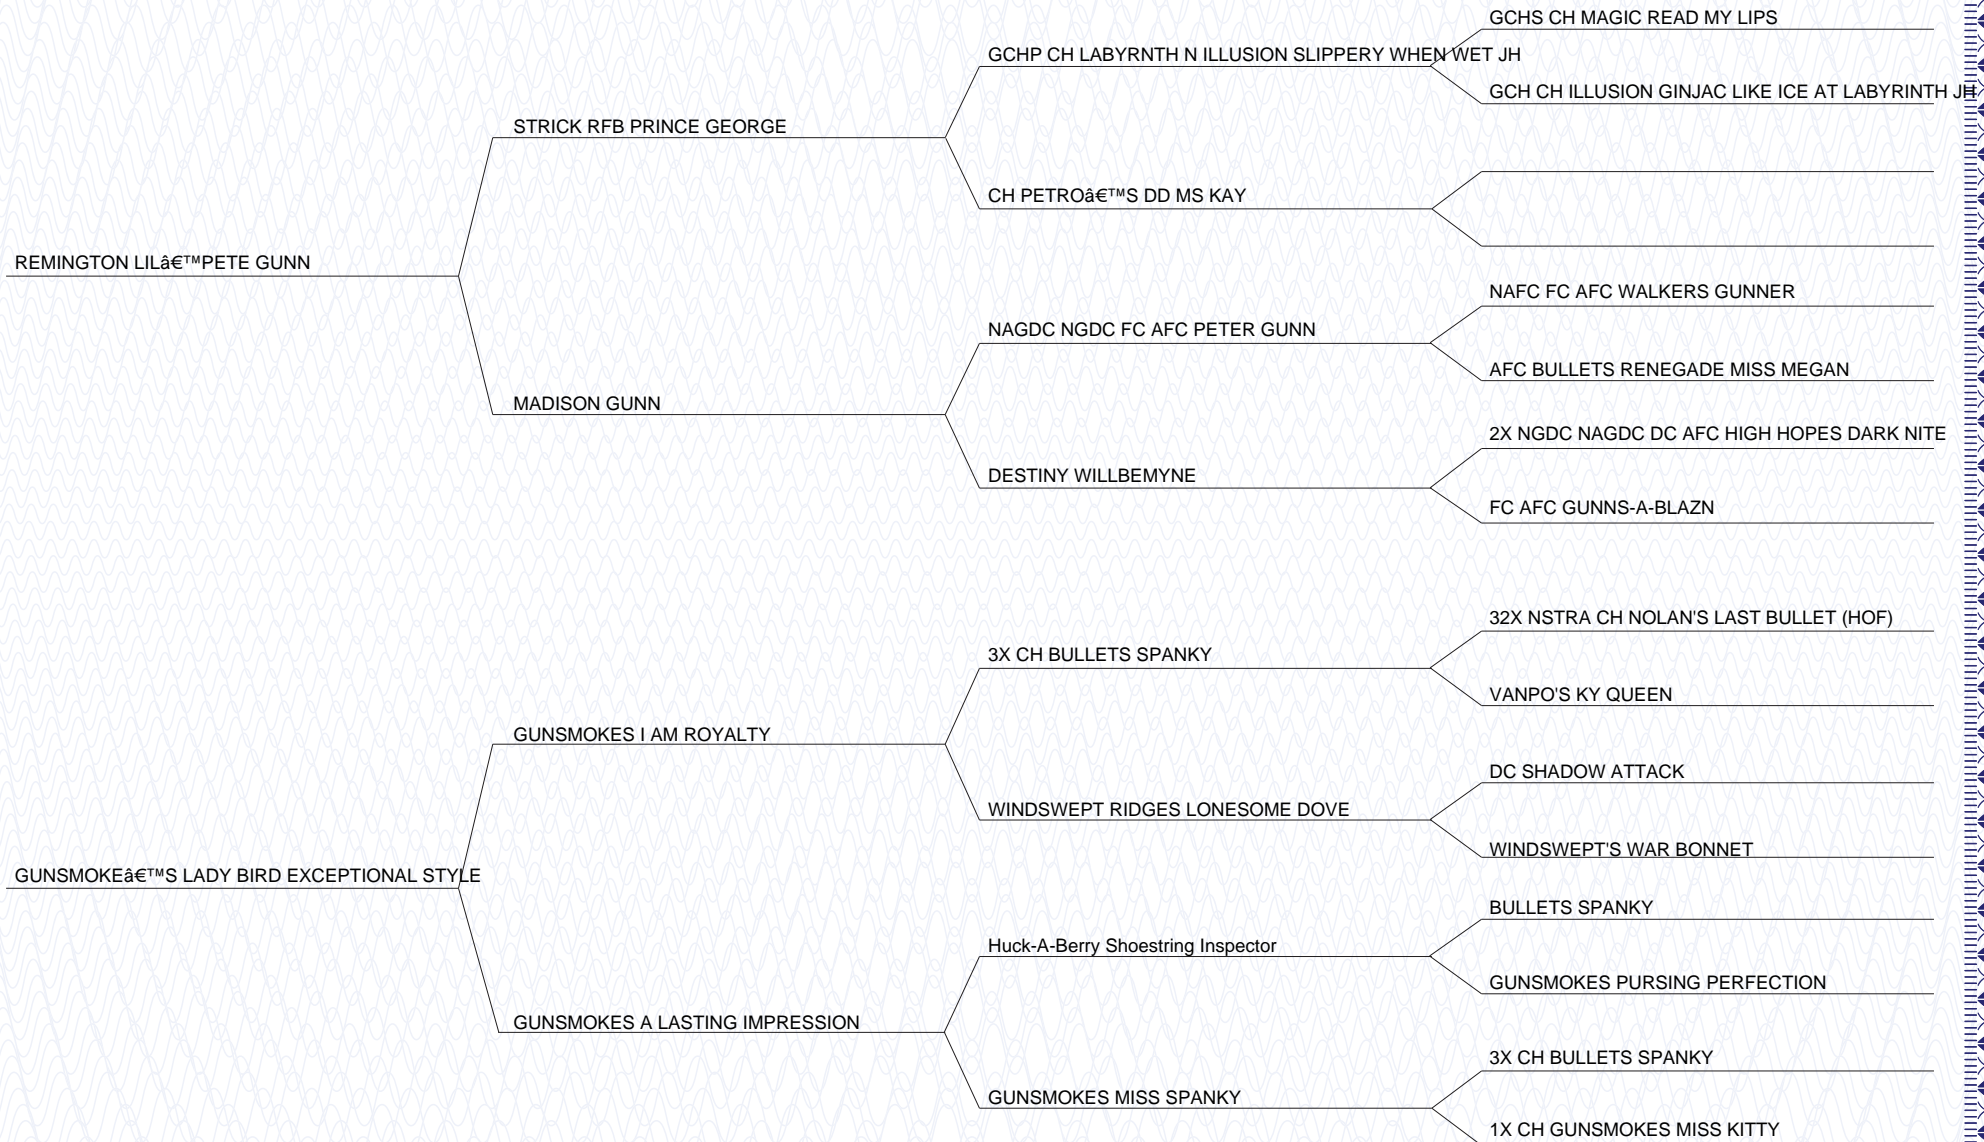 GCHS CH MAGIC READ MY LIPS
GCHP CH LABYRNTH N ILLUSION SLIPPERY WHEN WET JH
GCH CH ILLUSION GINJAC LIKE ICE AT LABYRINTH JH
STRICK RFB PRINCE GEORGE
CH PETROâ€™S DD MS KAY
REMINGTON LILâ€™PETE GUNN
NAFC FC AFC WALKERS GUNNER
NAGDC NGDC FC AFC PETER GUNN
AFC BULLETS RENEGADE MISS MEGAN
MADISON GUNN
2X NGDC NAGDC DC AFC HIGH HOPES DARK NITE
DESTINY WILLBEMYNE
FC AFC GUNNS-A-BLAZN
32X NSTRA CH NOLAN'S LAST BULLET (HOF)
3X CH BULLETS SPANKY
VANPO'S KY QUEEN
GUNSMOKES I AM ROYALTY
DC SHADOW ATTACK
WINDSWEPT RIDGES LONESOME DOVE
WINDSWEPT'S WAR BONNET
GUNSMOKEâ€™S LADY BIRD EXCEPTIONAL STYLE
BULLETS SPANKY
Huck-A-Berry Shoestring Inspector
GUNSMOKES PURSING PERFECTION
GUNSMOKES A LASTING IMPRESSION
3X CH BULLETS SPANKY
GUNSMOKES MISS SPANKY
1X CH GUNSMOKES MISS KITTY